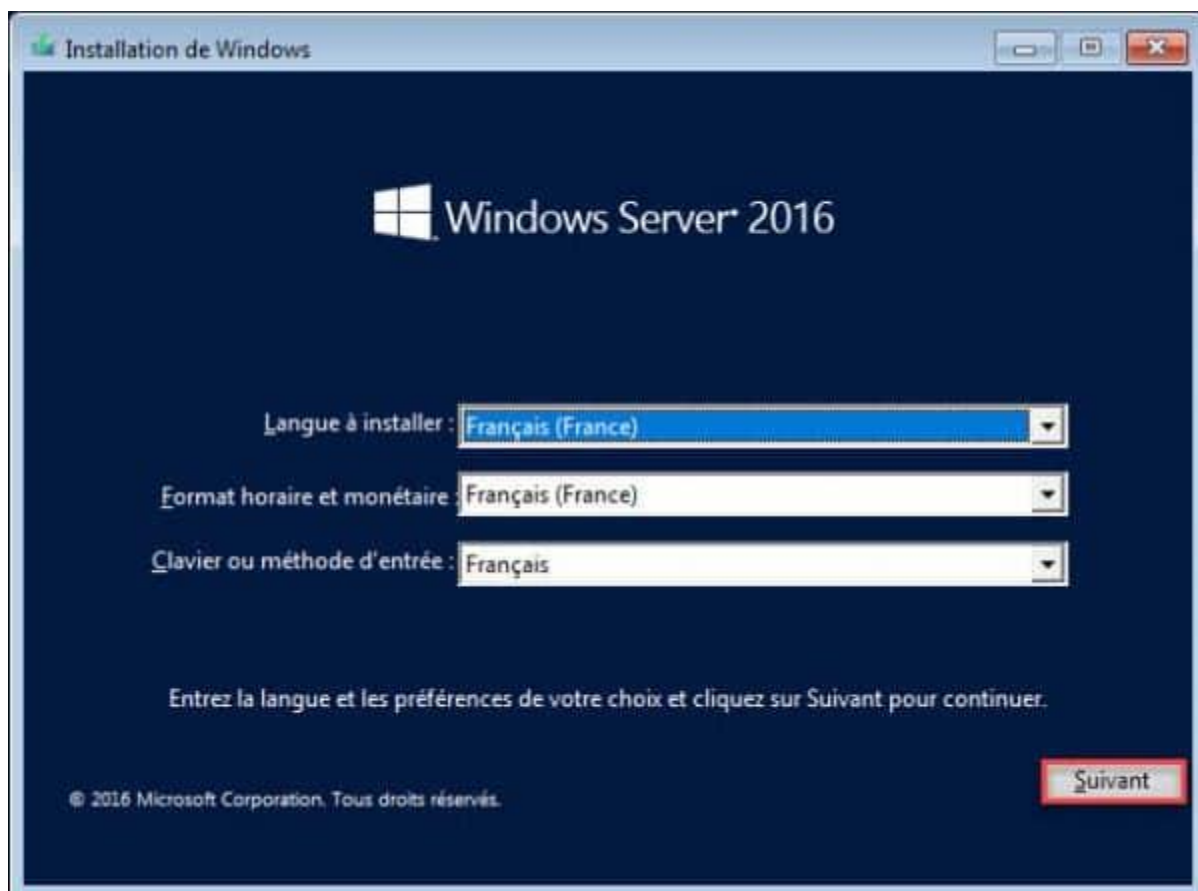 Installation de Windows
Windows Server 2016
Langue à installer : Français (France)
Format horaire et monétaire : Français (France)
Clavier ou méthode d'entrée : Français
Entrez la langue et les préférences de votre choix et cliquez sur Suivant pour continuer.
Suivant
© 2016 Microsoft Corporation. Tous droits réservés.